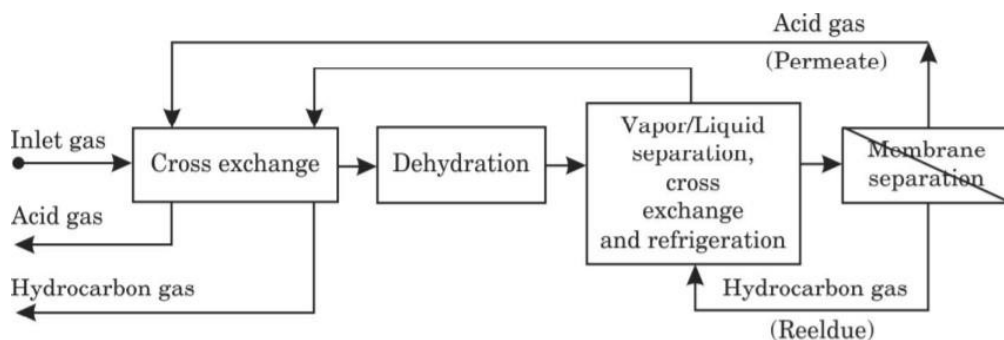 Acid gas
(Permeate)
Inlet gas
Cross exchange
Dehydration
Vapor/Liquid
separation,
cross
exchange
and refrigeration
Membrane
separation
Acid gas
Hydrocarbon gas
Hydrocarbon gas
(Reeldue)